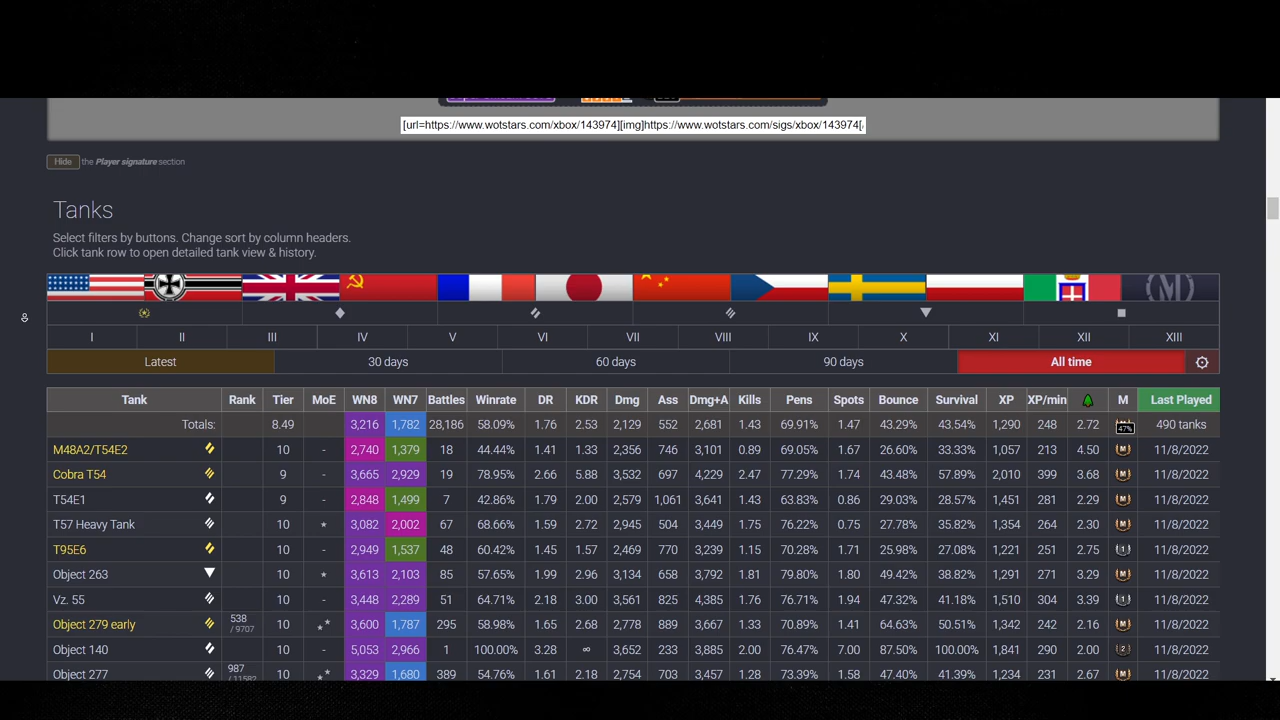 [url=https://www.wotstars.com/xbox/143974][img]https://www.wotstars.com/sigs/xbox/143974[
Hide the Player signature section
Tanks
Select filters by buttons. Change sort by column headers.
Click tank row to open detailed tank view & history.
I II III IV V VI VII VIII IX X XI XII XIII
Latest 30 days 60 days 90 days All time
Tank Rank Tier MoE WN8 WN7 Battles Winrate DR KDR Dmg Ass Dmg+A Kills Pens Spots Bounce Survival XP XP/min M Last Played
Totals: 8.49 3,216 1,782 28,186 58.09% 1.76 2.53 2,129 552 2,681 1.43 69.91% 1.47 43.29% 43.54% 1,290 248 2.72 47% 490 tanks
M48A2/T54E2 10 - 2,740 1,379 18 44.44% 1.41 1.33 2,356 746 3,101 0.89 69.05% 1.67 26.60% 33.33% 1,057 213 4.50 M 11/8/2022
Cobra T54 9 - 3,665 2,929 19 78.95% 2.66 5.88 3,532 697 4,229 2.47 77.29% 1.74 43.48% 57.89% 2,010 399 3.68 M 11/8/2022
T54E1 9 - 2,848 1,499 7 42.86% 1.79 2.00 2,579 1,061 3,641 1.43 63.83% 0.86 29.03% 28.57% 1,451 281 2.29 M 11/8/2022
T57 Heavy Tank 10 ★ 3,082 2,002 67 68.66% 1.59 2.72 2,945 504 3,449 1.75 76.22% 0.75 27.78% 35.82% 1,354 264 2.30 M 11/8/2022
T95E6 10 - 2,949 1,537 48 60.42% 1.45 1.57 2,469 770 3,239 1.15 70.28% 1.71 25.98% 27.08% 1,221 251 2.75 1 11/8/2022
Object 263 10 ★ 3,613 2,103 85 57.65% 1.99 2.96 3,134 658 3,792 1.81 79.80% 1.80 49.42% 38.82% 1,291 271 3.29 M 11/8/2022
Vz. 55 10 - 3,448 2,289 51 64.71% 2.18 3.00 3,561 825 4,385 1.76 76.71% 1.94 47.32% 41.18% 1,510 304 3.39 1 11/8/2022
Object 279 early 538 / 9707 10 ★★ 3,600 1,787 295 58.98% 1.65 2.68 2,778 889 3,667 1.33 70.89% 1.41 64.63% 50.51% 1,342 242 2.16 M 11/8/2022
Object 140 10 - 5,053 2,966 1 100.00% 3.28 ∞ 3,652 233 3,885 2.00 76.47% 7.00 87.50% 100.00% 1,841 290 2.00 2 11/8/2022
Object 277 987 / 11582 10 ★★ 3,329 1,680 389 54.76% 1.61 2.18 2,754 703 3,457 1.28 73.39% 1.58 47.40% 41.39% 1,234 231 2.67 M 11/8/2022